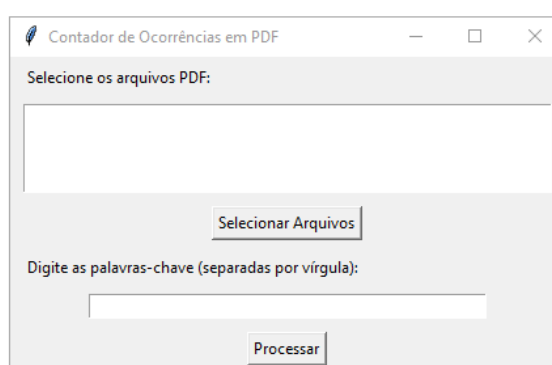 Contador de Ocorrências em PDF
Selecione os arquivos PDF:
Selecionar Arquivos
Digite as palavras-chave (separadas por vírgula):
Processar